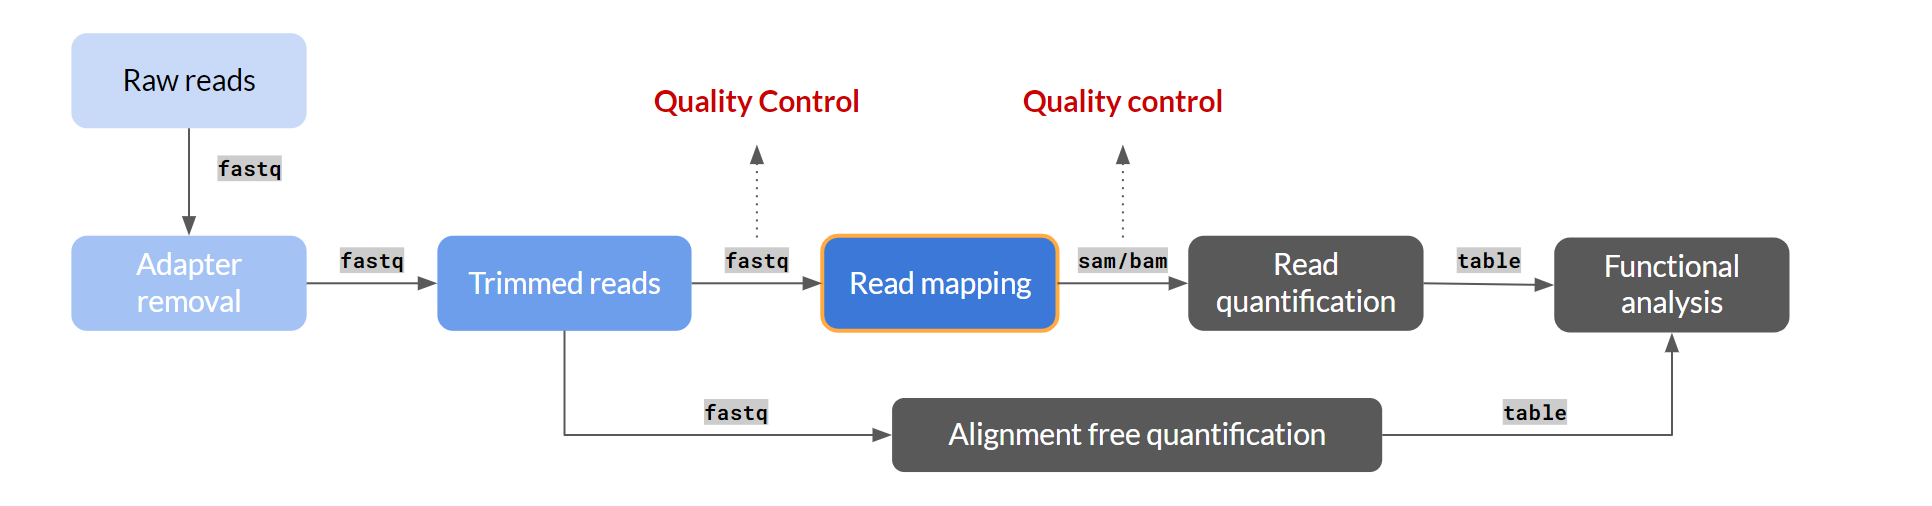 Raw reads
fastq
Quality Control
Quality control
Adapter
removal
fastq
Trimmed reads
fastq
Read mapping
sam/bam
Read
quantification
table
Functional
analysis
fastq
Alignment free quantification
table